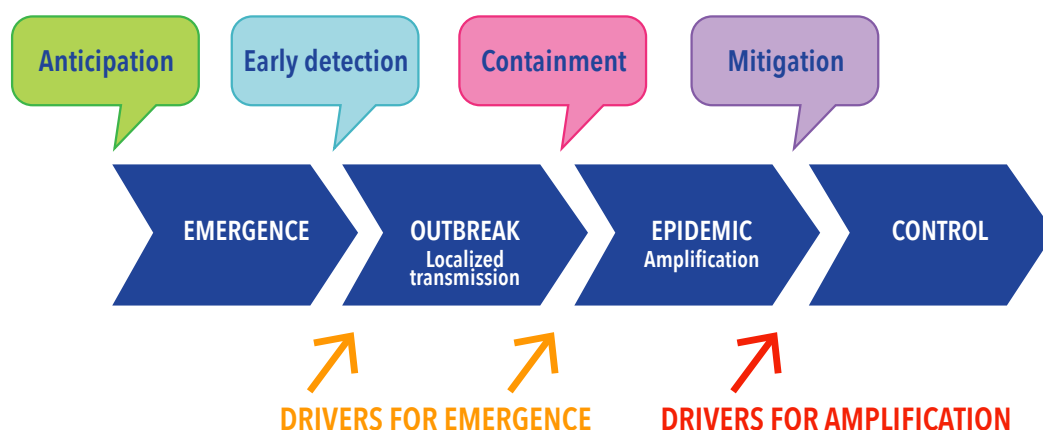 Anticipation
Early detection
Containment
Mitigation
EMERGENCE
OUTBREAK
Localized
transmission
EPIDEMIC
Amplification
CONTROL
DRIVERS FOR EMERGENCE
DRIVERS FOR AMPLIFICATION